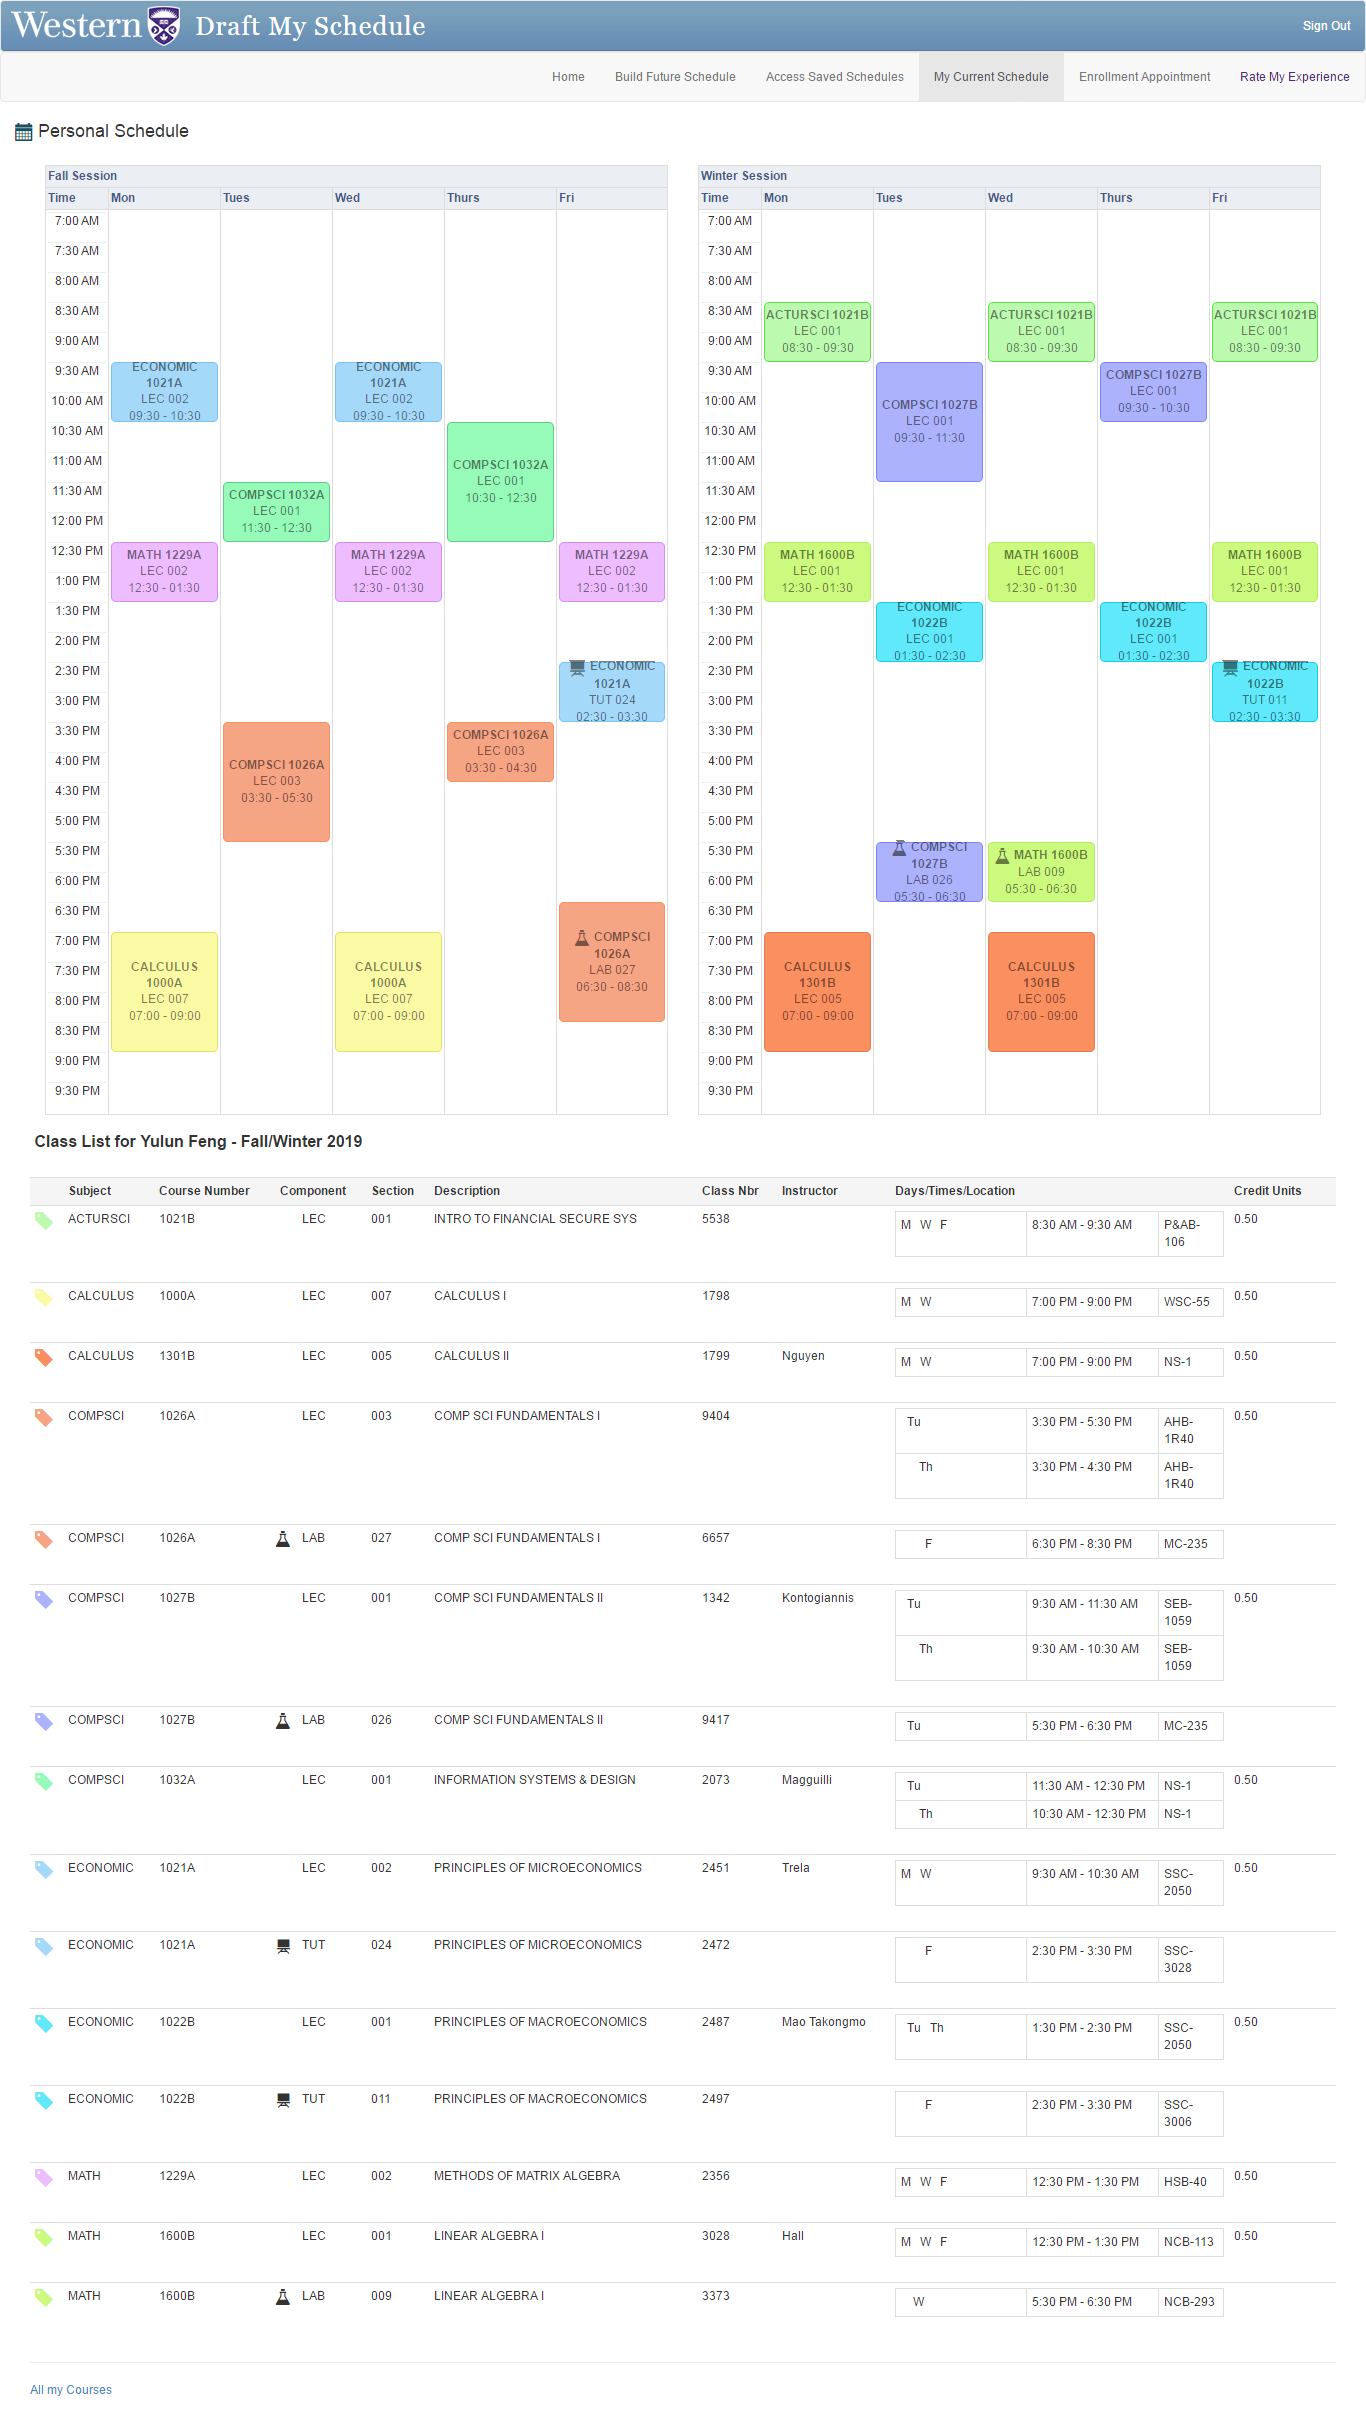 Western Draft My Schedule
Sign Out
Home Build Future Schedule Access Saved Schedules My Current Schedule Enrollment Appointment Rate My Experience
Personal Schedule
Fall Session
Time Mon Tues Wed Thurs Fri
7:00 AM
7:30 AM
8:00 AM
8:30 AM
9:00 AM
9:30 AM
10:00 AM
10:30 AM
11:00 AM
11:30 AM
12:00 PM
12:30 PM
1:00 PM
1:30 PM
2:00 PM
2:30 PM
3:00 PM
3:30 PM
4:00 PM
4:30 PM
5:00 PM
5:30 PM
6:00 PM
6:30 PM
7:00 PM
7:30 PM
8:00 PM
8:30 PM
9:00 PM
9:30 PM
ECONOMIC
1021A
LEC 002
09:30 - 10:30
MATH 1229A
LEC 002
12:30 - 01:30
CALCULUS
1000A
LEC 007
07:00 - 09:00
COMPSCI 1032A
LEC 001
11:30 - 12:30
COMPSCI 1026A
LEC 003
03:30 - 05:30
ECONOMIC
1021A
LEC 002
09:30 - 10:30
MATH 1229A
LEC 002
12:30 - 01:30
CALCULUS
1000A
LEC 007
07:00 - 09:00
COMPSCI 1032A
LEC 001
10:30 - 12:30
COMPSCI 1026A
LEC 003
03:30 - 04:30
MATH 1229A
LEC 002
12:30 - 01:30
ECONOMIC
1021A
TUT 024
02:30 - 03:30
COMPSCI
1026A
LAB 027
06:30 - 08:30
Winter Session
Time Mon Tues Wed Thurs Fri
7:00 AM
7:30 AM
8:00 AM
8:30 AM
9:00 AM
9:30 AM
10:00 AM
10:30 AM
11:00 AM
11:30 AM
12:00 PM
12:30 PM
1:00 PM
1:30 PM
2:00 PM
2:30 PM
3:00 PM
3:30 PM
4:00 PM
4:30 PM
5:00 PM
5:30 PM
6:00 PM
6:30 PM
7:00 PM
7:30 PM
8:00 PM
8:30 PM
9:00 PM
9:30 PM
ACTURSCI 1021B
LEC 001
08:30 - 09:30
MATH 1600B
LEC 001
12:30 - 01:30
CALCULUS
1301B
LEC 005
07:00 - 09:00
COMPSCI 1027B
LEC 001
09:30 - 11:30
ECONOMIC
1022B
LEC 001
01:30 - 02:30
COMPSCI
1027B
LAB 026
05:30 - 06:30
ACTURSCI 1021B
LEC 001
08:30 - 09:30
MATH 1600B
LEC 001
12:30 - 01:30
MATH 1600B
LAB 009
05:30 - 06:30
CALCULUS
1301B
LEC 005
07:00 - 09:00
COMPSCI 1027B
LEC 001
09:30 - 10:30
ECONOMIC
1022B
LEC 001
01:30 - 02:30
ACTURSCI 1021B
LEC 001
08:30 - 09:30
MATH 1600B
LEC 001
12:30 - 01:30
ECONOMIC
1022B
TUT 011
02:30 - 03:30
Class List for Yulun Feng - Fall/Winter 2019
Subject Course Number Component Section Description Class Nbr Instructor Days/Times/Location Credit Units
ACTURSCI 1021B LEC 001 INTRO TO FINANCIAL SECURE SYS 5538 M W F 8:30 AM - 9:30 AM P&AB- 0.50
106
CALCULUS 1000A LEC 007 CALCULUS I 1798 M W 7:00 PM - 9:00 PM WSC-55 0.50
CALCULUS 1301B LEC 005 CALCULUS II 1799 Nguyen M W 7:00 PM - 9:00 PM NS-1 0.50
COMPSCI 1026A LEC 003 COMP SCI FUNDAMENTALS I 9404 Tu 3:30 PM - 5:30 PM AHB- 0.50
1R40
Th 3:30 PM - 4:30 PM AHB-
1R40
COMPSCI 1026A LAB 027 COMP SCI FUNDAMENTALS I 6657 F 6:30 PM - 8:30 PM MC-235
COMPSCI 1027B LEC 001 COMP SCI FUNDAMENTALS II 1342 Kontogiannis Tu 9:30 AM - 11:30 AM SEB- 0.50
1059
Th 9:30 AM - 10:30 AM SEB-
1059
COMPSCI 1027B LAB 026 COMP SCI FUNDAMENTALS II 9417 Tu 5:30 PM - 6:30 PM MC-235
COMPSCI 1032A LEC 001 INFORMATION SYSTEMS & DESIGN 2073 Magguilli Tu 11:30 AM - 12:30 PM NS-1 0.50
Th 10:30 AM - 12:30 PM NS-1
ECONOMIC 1021A LEC 002 PRINCIPLES OF MICROECONOMICS 2451 Trela M W 9:30 AM - 10:30 AM SSC- 0.50
2050
ECONOMIC 1021A TUT 024 PRINCIPLES OF MICROECONOMICS 2472 F 2:30 PM - 3:30 PM SSC-
3028
ECONOMIC 1022B LEC 001 PRINCIPLES OF MACROECONOMICS 2487 Mao Takongmo Tu Th 1:30 PM - 2:30 PM SSC- 0.50
2050
ECONOMIC 1022B TUT 011 PRINCIPLES OF MACROECONOMICS 2497 F 2:30 PM - 3:30 PM SSC-
3006
MATH 1229A LEC 002 METHODS OF MATRIX ALGEBRA 2356 M W F 12:30 PM - 1:30 PM HSB-40 0.50
MATH 1600B LEC 001 LINEAR ALGEBRA I 3028 Hall M W F 12:30 PM - 1:30 PM NCB-113 0.50
MATH 1600B LAB 009 LINEAR ALGEBRA I 3373 W 5:30 PM - 6:30 PM NCB-293
All my Courses